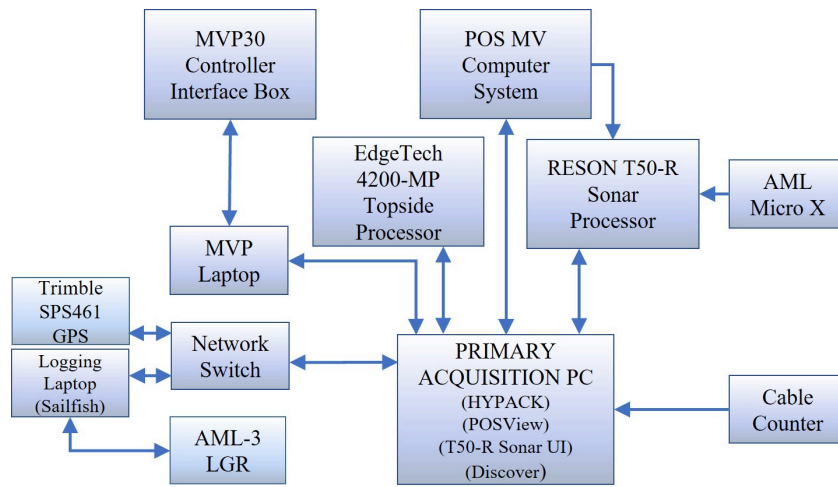 MVP30
Controller
Interface Box
POS MV
Computer
System
EdgeTech
4200-MP
Topside
Processor
RESON T50-R
Sonar
Processor
AML
Micro X
MVP
Laptop
Trimble
SPS461
GPS
Network
Switch
Logging
Laptop
(Sailfish)
AML-3
LGR
PRIMARY
ACQUISITION PC
(HYPACK)
(POSView)
(T50-R Sonar UI)
(Discover)
Cable
Counter